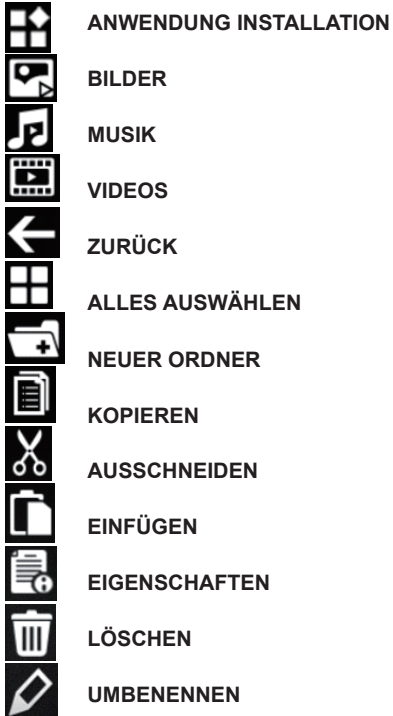 ANWENDUNG INSTALLATION
BILDER
MUSIK
VIDEOS
ZURÜCK
ALLES AUSWÄHLEN
NEUER ORDNER
KOPIEREN
AUSSCHNEIDEN
EINFÜGEN
EIGENSCHAFTEN
LÖSCHEN
UMBENENNEN